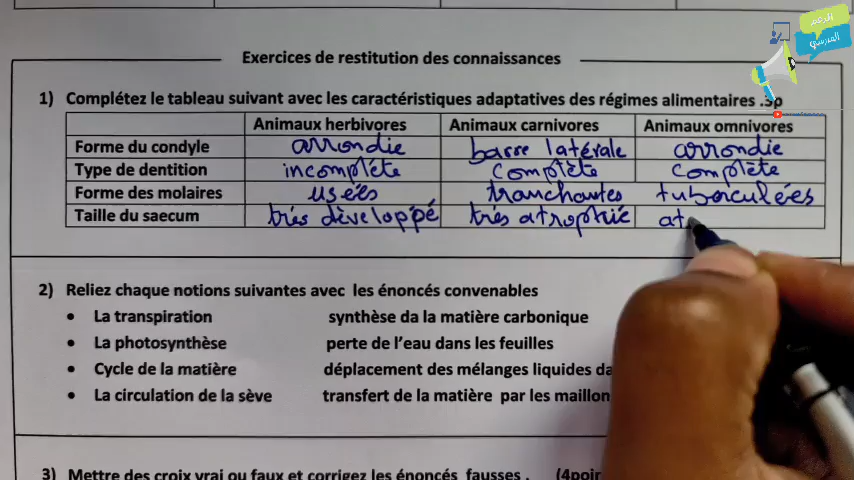 الرصيد
المدرسي
Exercices de restitution des connaissances
1) Complétez le tableau suivant avec les caractéristiques adaptatives des régimes alimentaires .3p
Animaux herbivores Animaux carnivores Animaux omnivores
Forme du condyle arrondie barre latérale arrondie
Type de dentition incomplète complète complète
Forme des molaires usées tranchantes tuberculées
Taille du saecum très développé très atrophié at
2) Reliez chaque notions suivantes avec les énoncés convenables
• La transpiration synthèse da la matière carbonique
• La photosynthèse perte de l'eau dans les feuilles
• Cycle de la matière déplacement des mélanges liquides da
• La circulation de la sève transfert de la matière par les maillon
3) Mettre des croix vrai ou faux et corrigez les énoncés fausses . (4poir